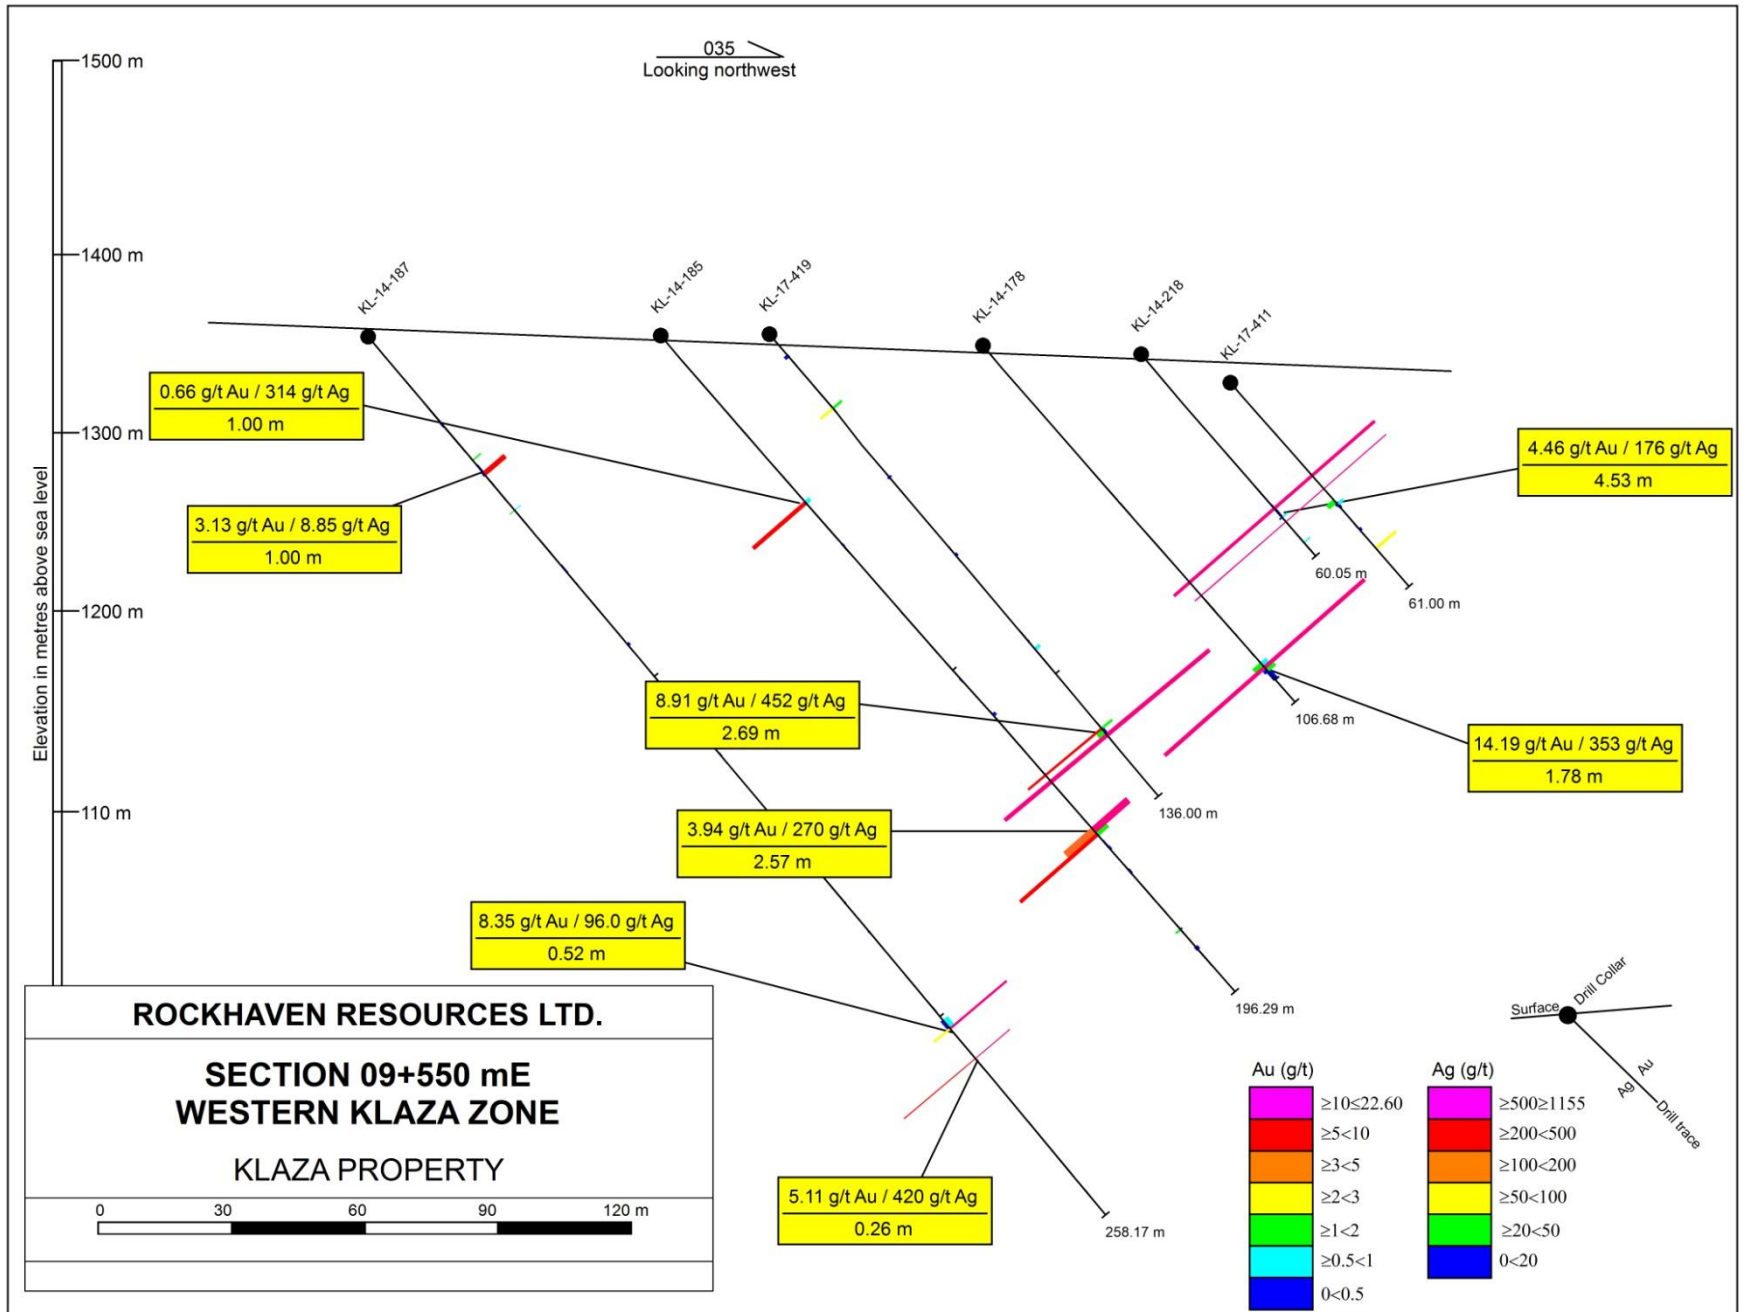 1500 m
035
Looking northwest
1400 m
KL-14-187
KL-14-185
KL-17-419
KL-14-178
KL-14-218
KL-17-411
0.66 g/t Au / 314 g/t Ag
1.00 m
1300 m
4.46 g/t Au / 176 g/t Ag
4.53 m
3.13 g/t Au / 8.85 g/t Ag
1.00 m
Elevation in metres above sea level
60.05 m
61.00 m
1200 m
8.91 g/t Au / 452 g/t Ag
2.69 m
106.68 m
14.19 g/t Au / 353 g/t Ag
1.78 m
110 m
136.00 m
3.94 g/t Au / 270 g/t Ag
2.57 m
8.35 g/t Au / 96.0 g/t Ag
0.52 m
196.29 m
5.11 g/t Au / 420 g/t Ag
0.26 m
258.17 m
ROCKHAVEN RESOURCES LTD.
SECTION 09+550 mE
WESTERN KLAZA ZONE
KLAZA PROPERTY
0 30 60 90 120 m
Surface
Drill Collar
Au
Ag
Drill trace
Au (g/t)
≥10≤22.60
≥5<10
≥3<5
≥2<3
≥1<2
≥0.5<1
0<0.5
Ag (g/t)
≥500≥1155
≥200<500
≥100<200
≥50<100
≥20<50
0<20